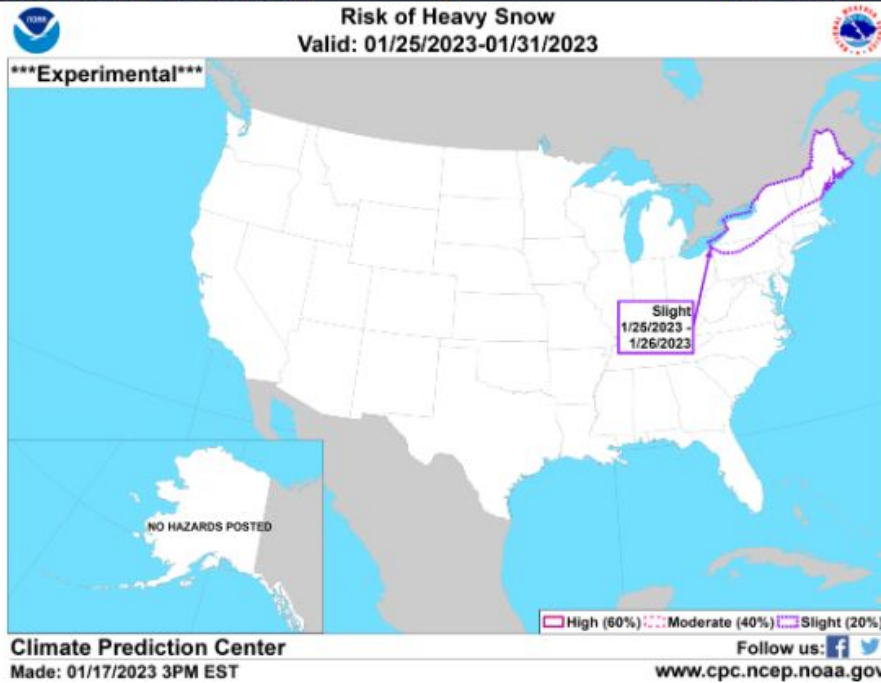 Risk of Heavy Snow
Valid: 01/25/2023-01/31/2023
noaa
***Experimental***
Slight
1/25/2023 -
1/26/2023
NO HAZARDS POSTED
High (60%) Moderate (40%) Slight (20%)
Climate Prediction Center
Follow us:
Made: 01/17/2023 3PM EST
www.cpc.ncep.noaa.gov